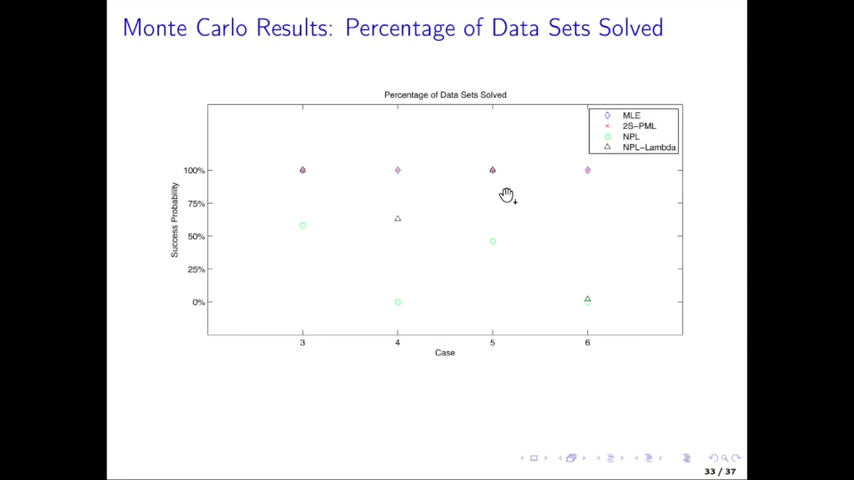 Monte Carlo Results: Percentage of Data Sets Solved
Percentage of Data Sets Solved
MLE
2S-PML
NPL
NPL-Lambda
100%
75%
50%
25%
0%
Success Probability
3 4 5 6
Case
33 / 37